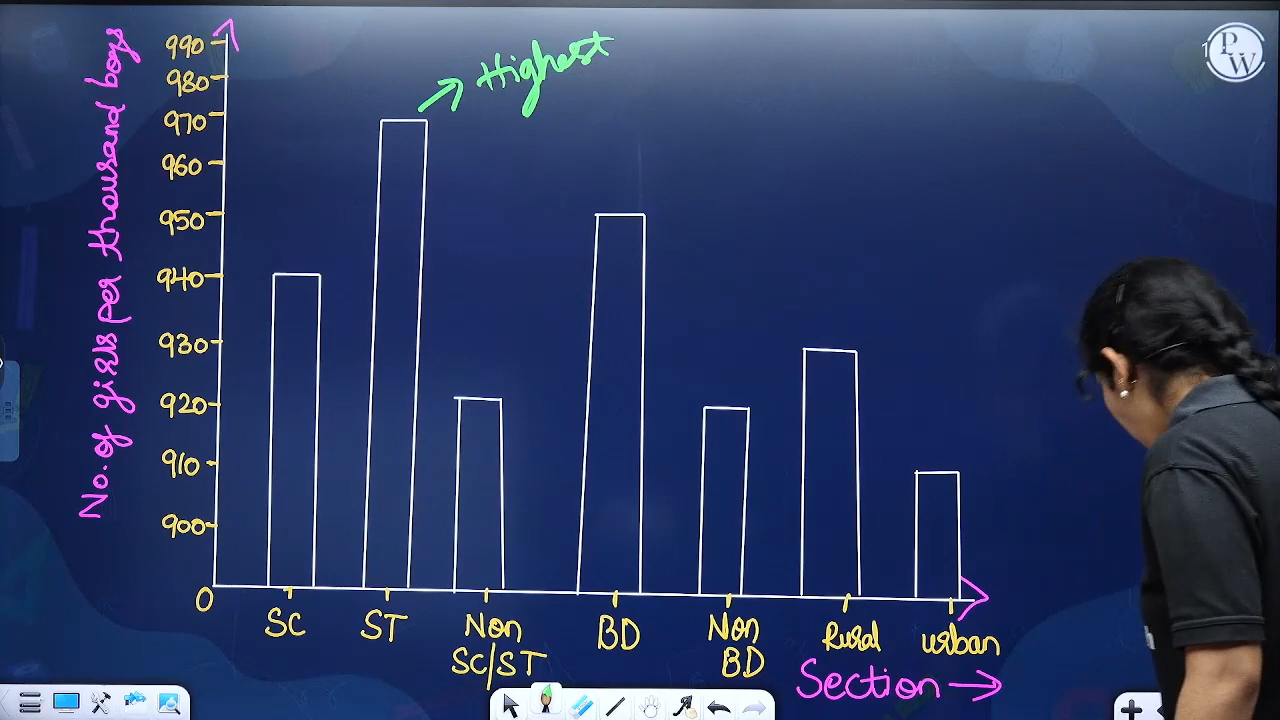 No. of girls per thousand boys
990
980
970
960
950
940
930
920
910
900
0
Highest
SC
ST
Non
SC/ST
BD
Non
BD
Rural
urban
Section
PW